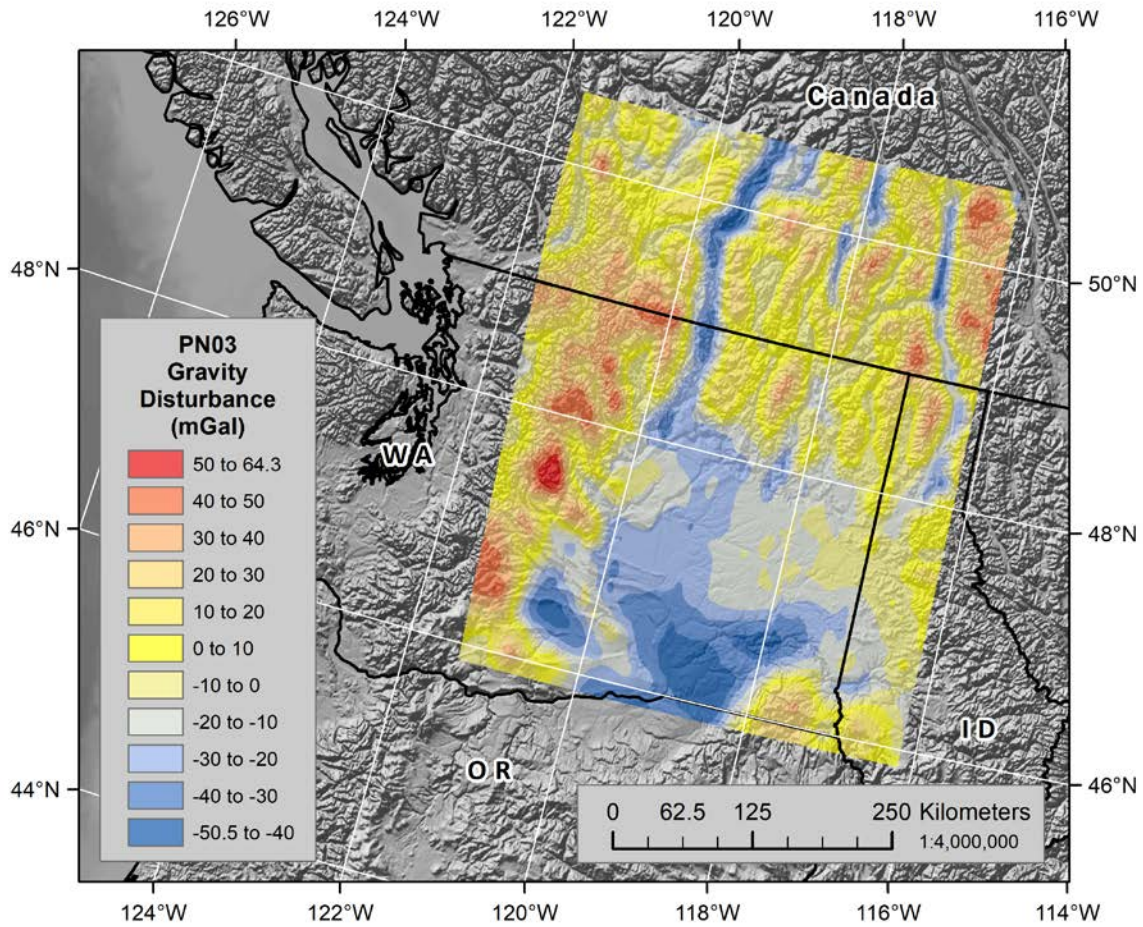 126°W 124°W 122°W 120°W 118°W 116°W
Canada
48°N
50°N
PN03
Gravity
Disturbance
(mGal)
50 to 64.3
40 to 50
30 to 40
20 to 30
10 to 20
0 to 10
-10 to 0
-20 to -10
-30 to -20
-40 to -30
-50.5 to -40
WA
46°N
48°N
ID
OR
44°N
46°N
0 62.5 125 250 Kilometers
1:4,000,000
124°W 122°W 120°W 118°W 116°W 114°W